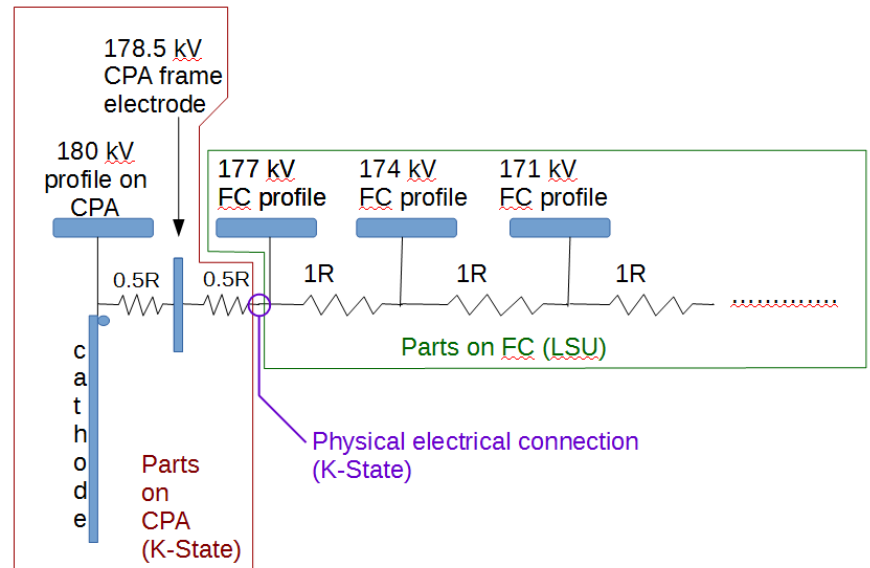 178.5 kV
CPA frame
electrode
180 kV
profile on
CPA
177 kV
FC profile
174 kV
FC profile
171 kV
FC profile
0.5R
0.5R
1R
1R
1R
.............
cathode
Parts on FC (LSU)
Physical electrical connection
(K-State)
Parts
on
CPA
(K-State)